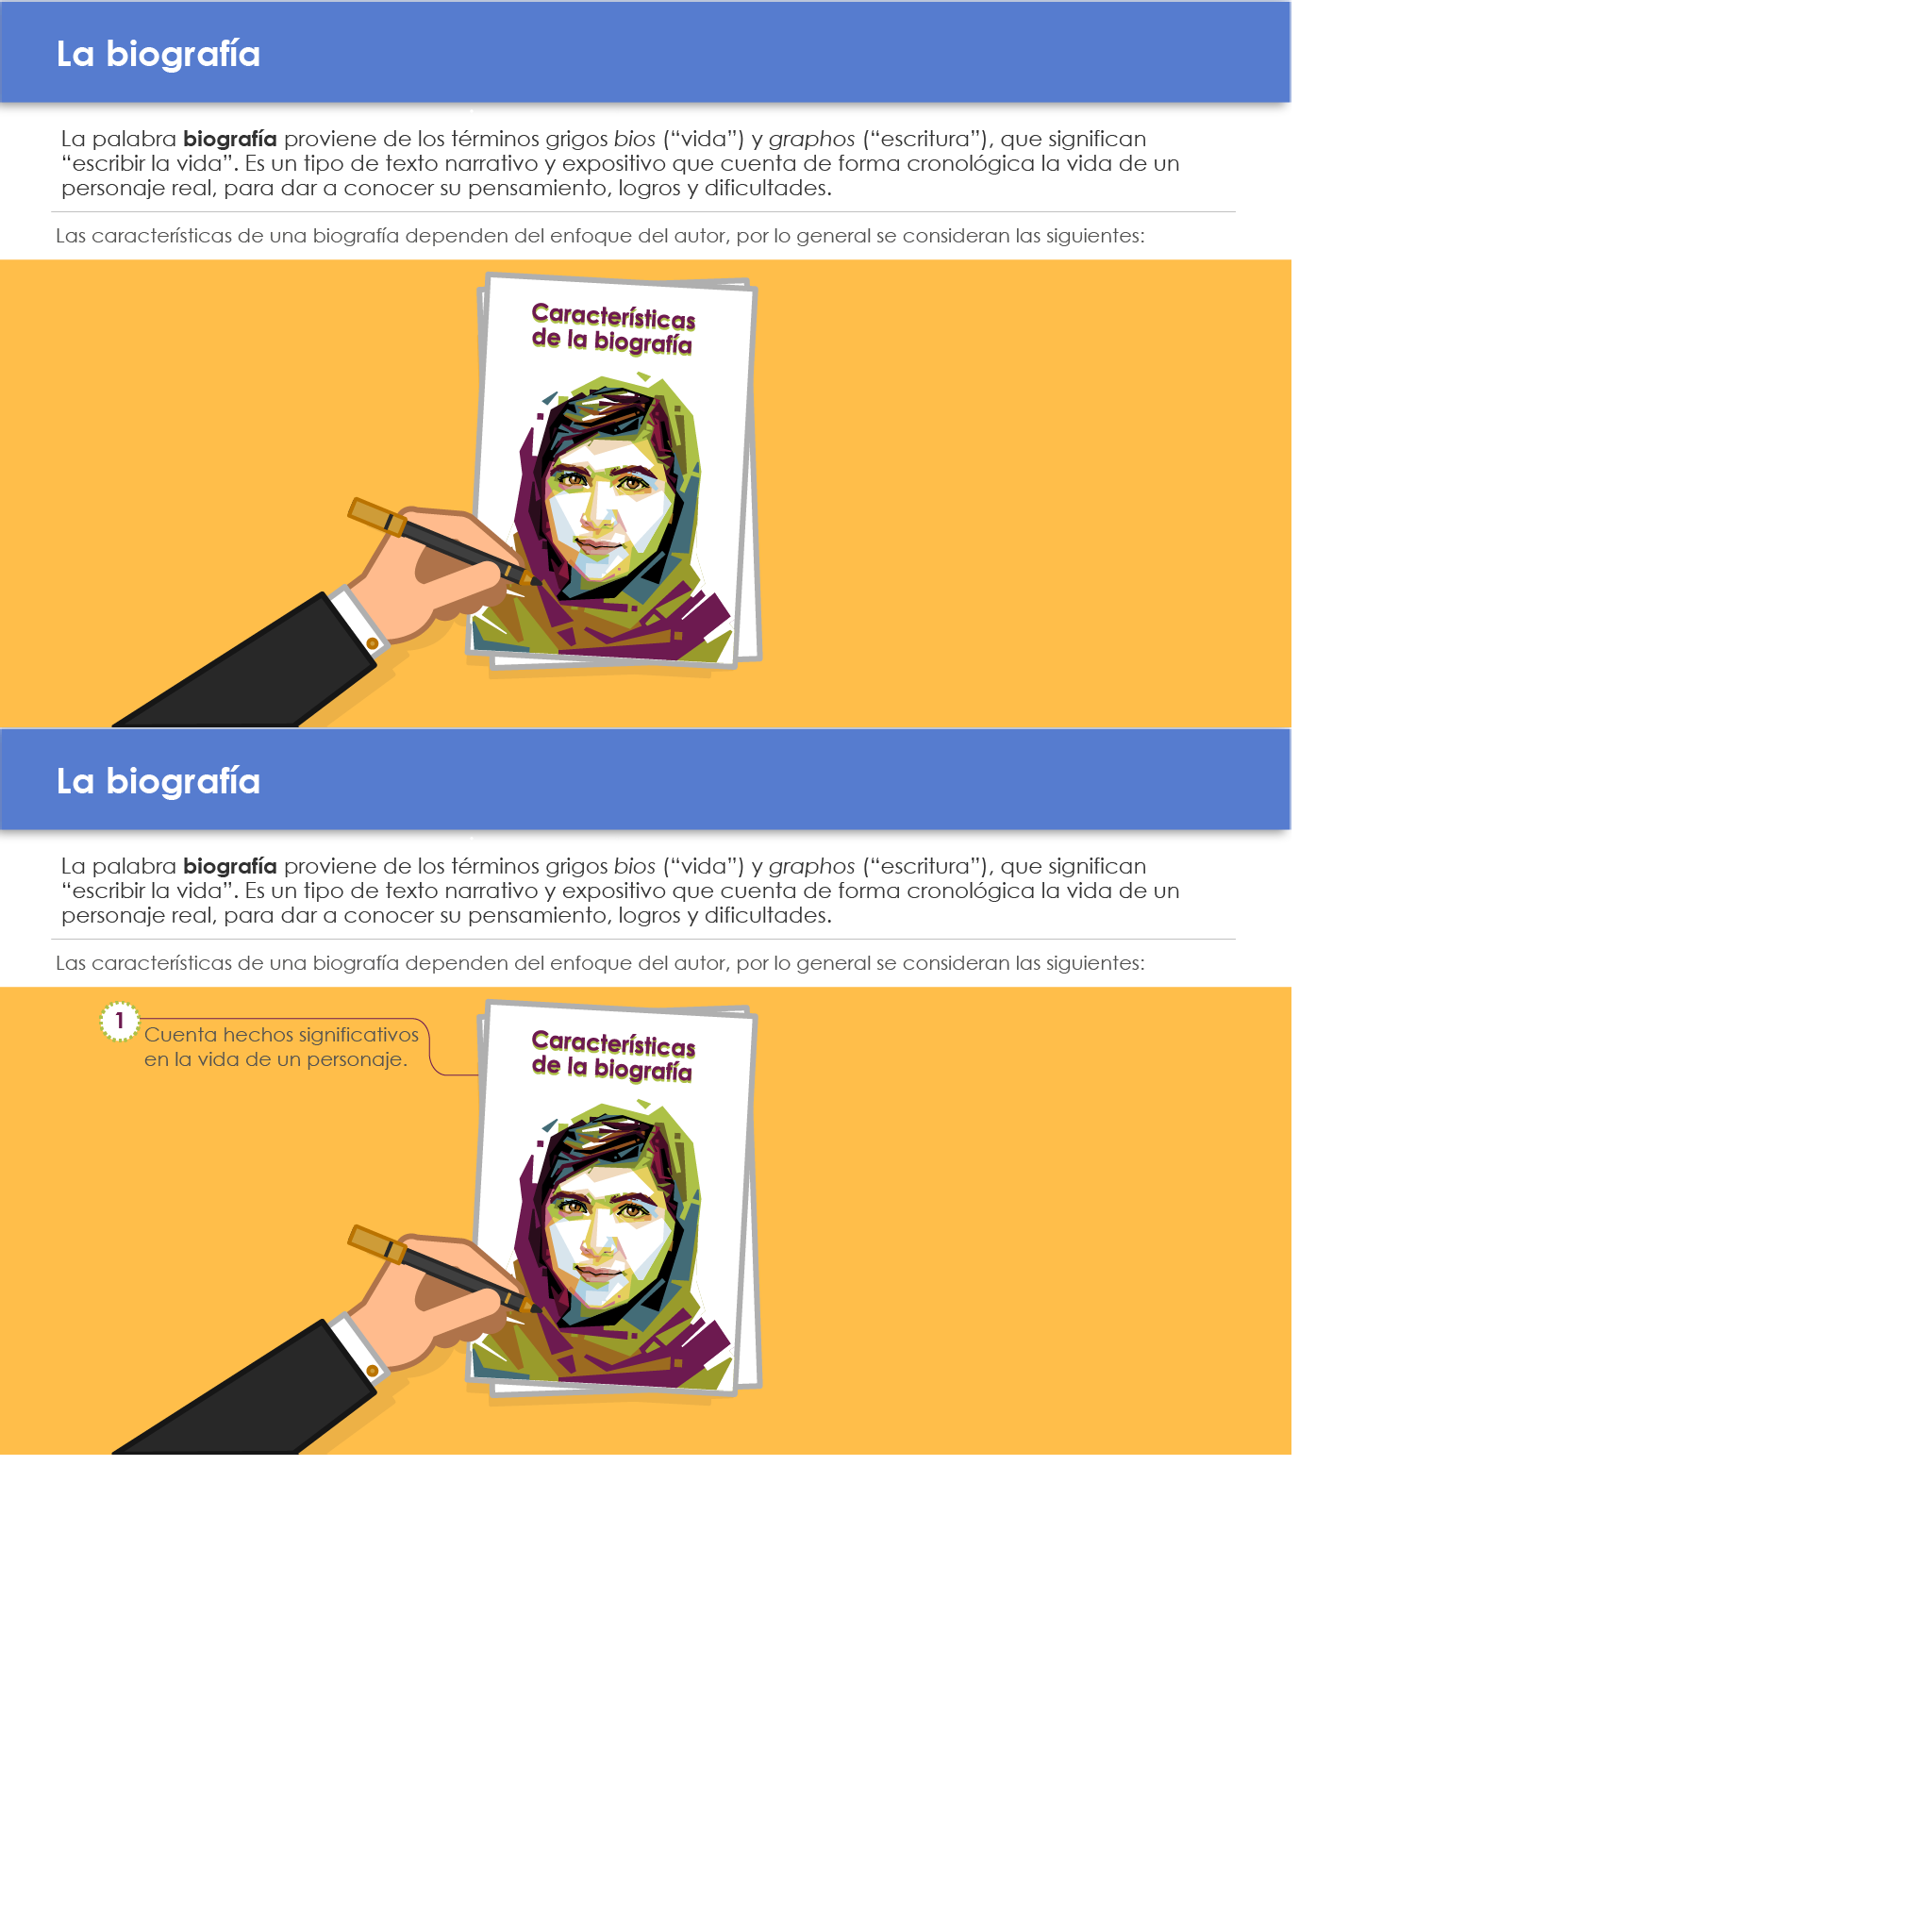 La biografía
La palabra biografía proviene de los términos grigos bios (“vida”) y graphos (“escritura”), que significan
“escribir la vida”. Es un tipo de texto narrativo y expositivo que cuenta de forma cronológica la vida de un
personaje real, para dar a conocer su pensamiento, logros y dificultades.
Las características de una biografía dependen del enfoque del autor, por lo general se consideran las siguientes:
Características
de la biografía
La biografía
La palabra biografía proviene de los términos grigos bios (“vida”) y graphos (“escritura”), que significan
“escribir la vida”. Es un tipo de texto narrativo y expositivo que cuenta de forma cronológica la vida de un
personaje real, para dar a conocer su pensamiento, logros y dificultades.
Las características de una biografía dependen del enfoque del autor, por lo general se consideran las siguientes:
1
Cuenta hechos significativos
en la vida de un personaje.
Características
de la biografía